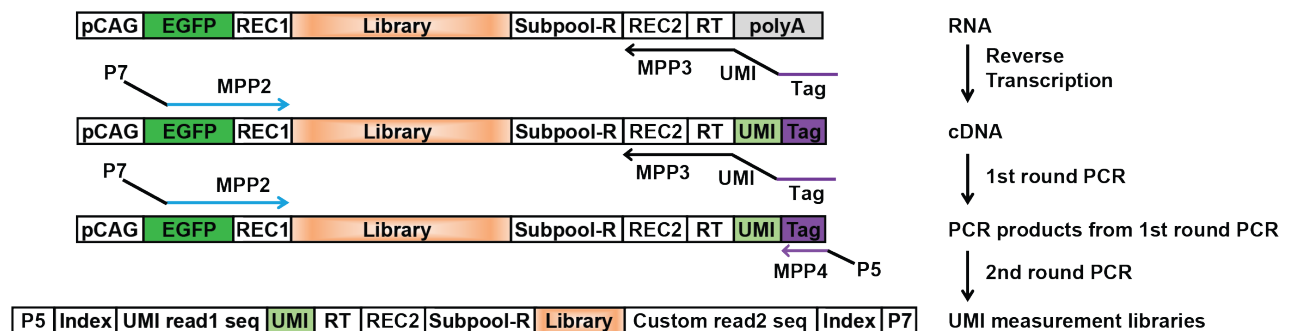 pCAG EGFP REC1 Library Subpool-R REC2 RT polyA RNA
MPP3 UMI Tag
Reverse
Transcription
P7 MPP2
pCAG EGFP REC1 Library Subpool-R REC2 RT UMI Tag cDNA
MPP3 UMI Tag
1st round PCR
P7 MPP2
pCAG EGFP REC1 Library Subpool-R REC2 RT UMI Tag PCR products from 1st round PCR
MPP4 P5
2nd round PCR
P5 Index UMI read1 seq UMI RT REC2 Subpool-R Library Custom read2 seq Index P7 UMI measurement libraries